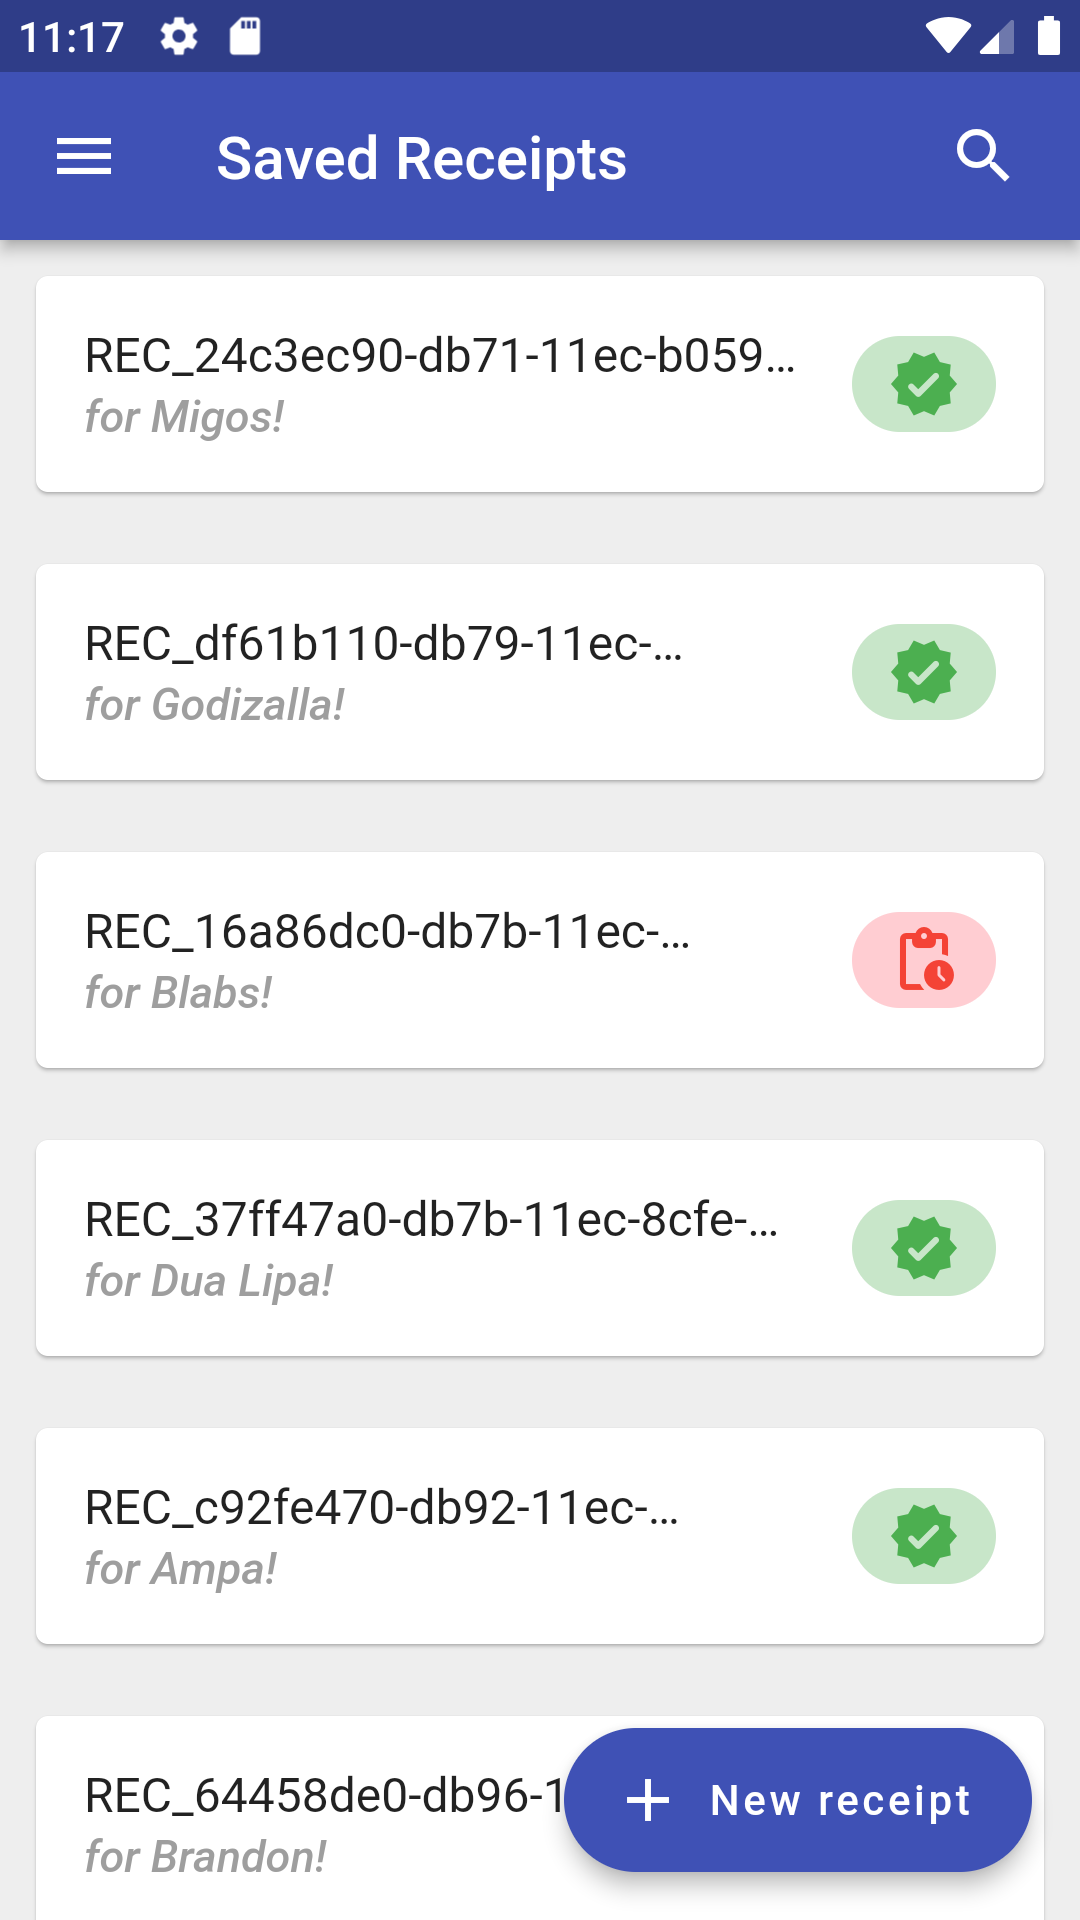 11:17
Saved Receipts
REC_24c3ec90-db71-11ec-b059…
for Migos!
REC_df61b110-db79-11ec-…
for Godizalla!
REC_16a86dc0-db7b-11ec-…
for Blabs!
REC_37ff47a0-db7b-11ec-8cfe-…
for Dua Lipa!
REC_c92fe470-db92-11ec-…
for Ampa!
REC_64458de0-db96-1
New receipt
for Brandon!